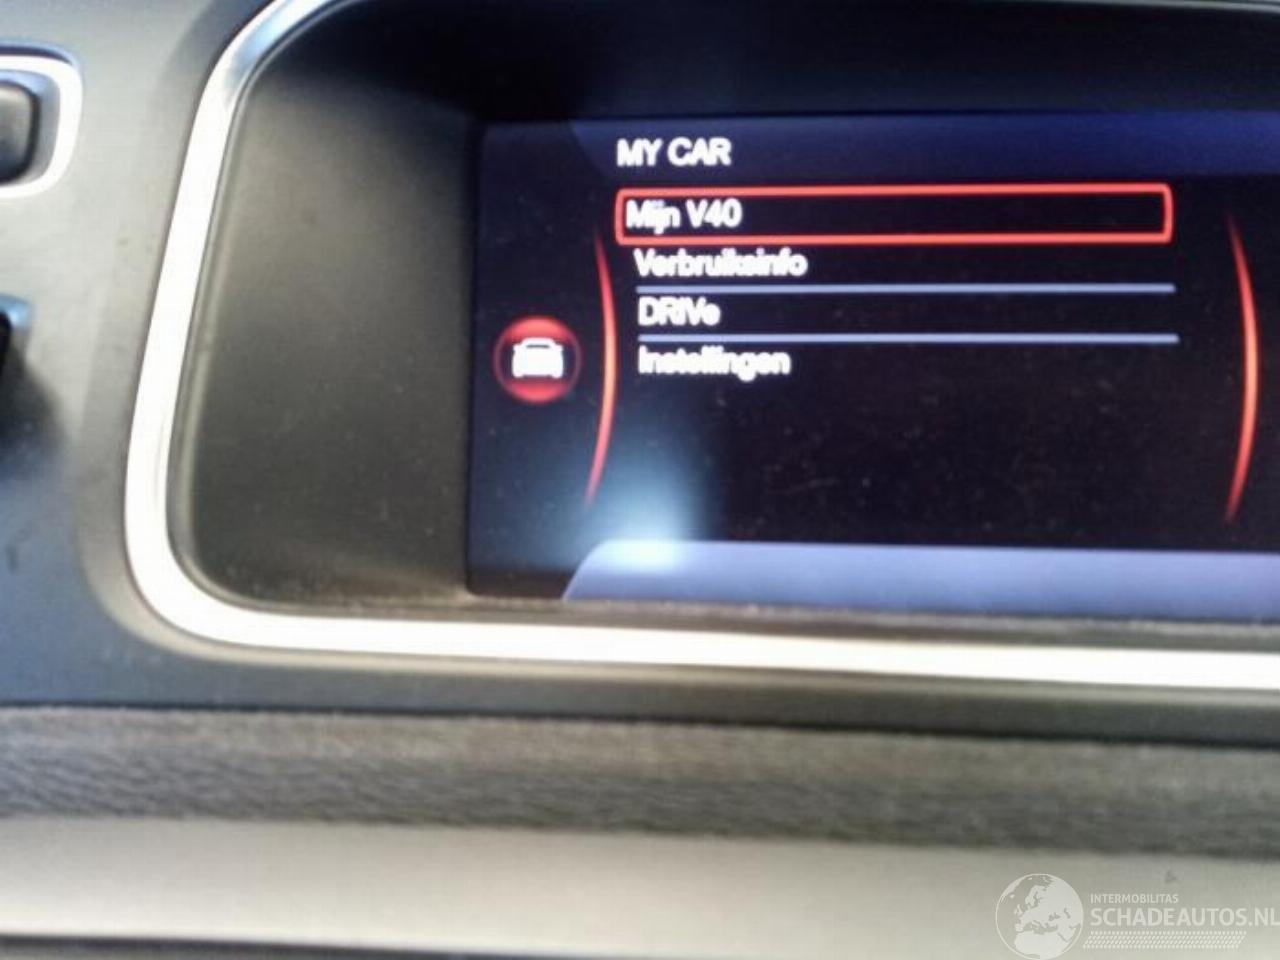 MY CAR
Mijn V40
Verbruiksinfo
DRIVe
Instellingen
INTERMOBILITAS
SCHADEAUTOS.NL